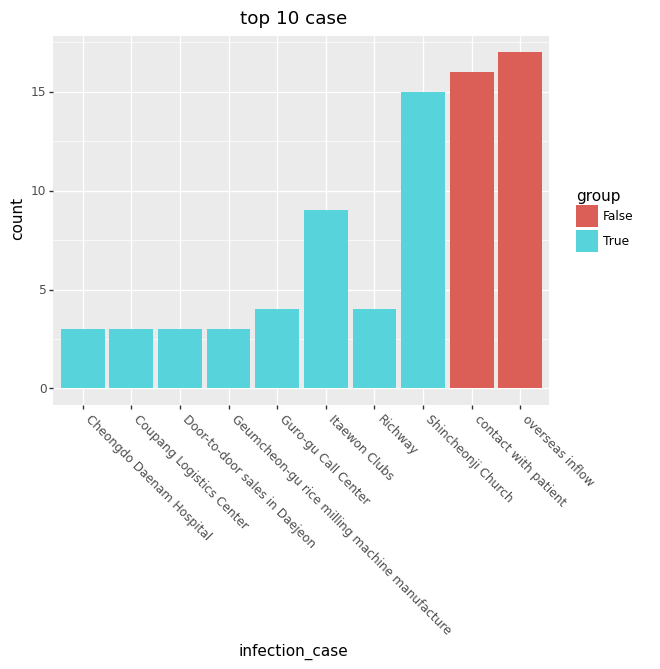 top 10 case
count
15
10
5
0
group
False
True
Cheongdo Daenam Hospital
Coupang Logistics Center
Door-to-door sales in Daejeon
Geumcheon-gu rice milling machine manufacture
Guro-gu Call Center
Itaewon Clubs
Richway
Shincheonji Church
contact with patient
overseas inflow
infection_case